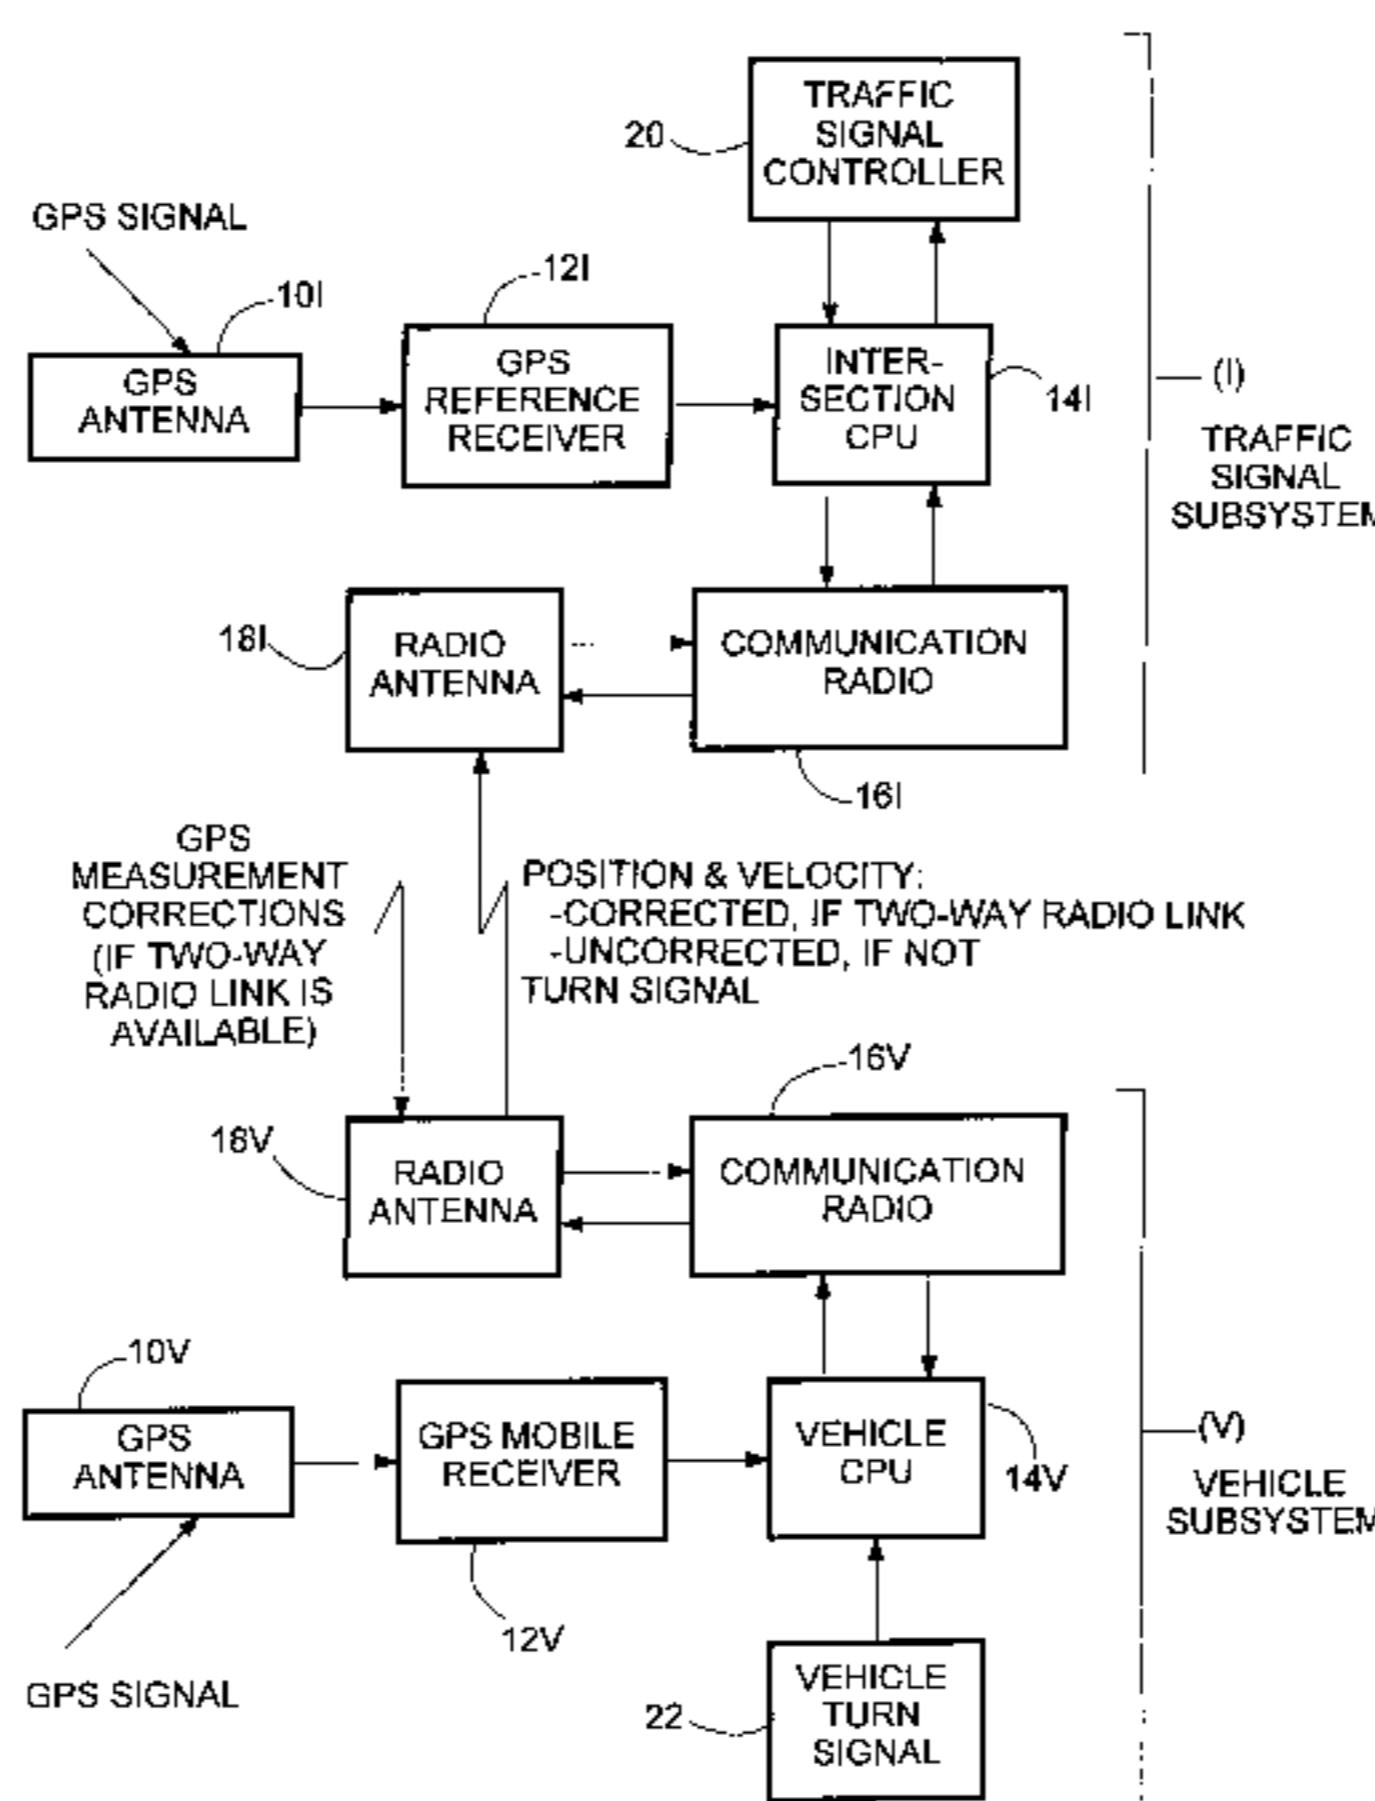 TRAFFIC
SIGNAL
CONTROLLER
20
GPS SIGNAL
10I
12I
GPS
ANTENNA
GPS
REFERENCE
RECEIVER
INTER-
SECTION
CPU
14I
(I)
TRAFFIC
SIGNAL
SUBSYSTEM
18I
RADIO
ANTENNA
COMMUNICATION
RADIO
16I
GPS
MEASUREMENT
CORRECTIONS
(IF TWO-WAY
RADIO LINK IS
AVAILABLE)
POSITION & VELOCITY:
-CORRECTED, IF TWO-WAY RADIO LINK
-UNCORRECTED, IF NOT
TURN SIGNAL
16V
18V
RADIO
ANTENNA
COMMUNICATION
RADIO
10V
GPS
ANTENNA
GPS MOBILE
RECEIVER
VEHICLE
CPU
14V
(V)
VEHICLE
SUBSYSTEM
12V
GPS SIGNAL
22
VEHICLE
TURN
SIGNAL